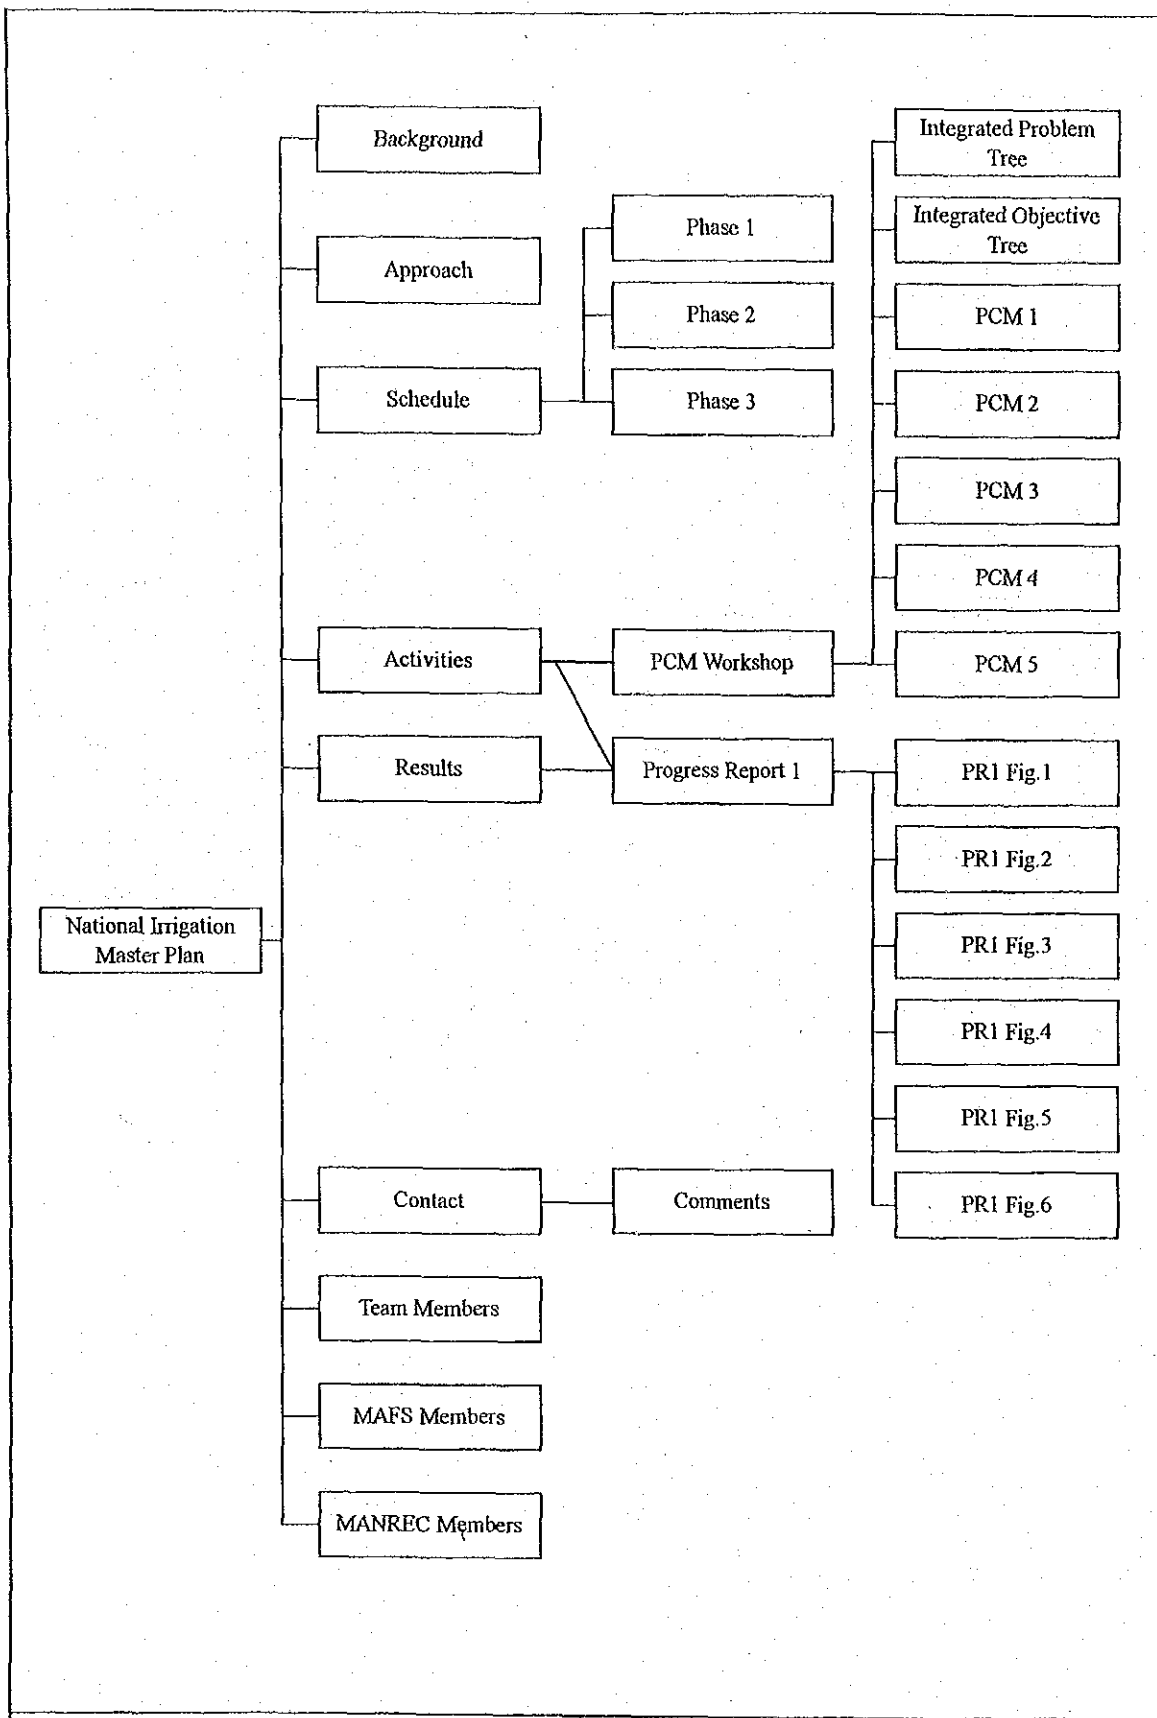 Background
Approach
Schedule
Phase 1
Phase 2
Phase 3
Activities
PCM Workshop
Integrated Problem
Tree
Integrated Objective
Tree
PCM 1
PCM 2
PCM 3
PCM 4
PCM 5
Results
Progress Report 1
PR1 Fig.1
PR1 Fig.2
PR1 Fig.3
PR1 Fig.4
PR1 Fig.5
PR1 Fig.6
National Irrigation
Master Plan
Contact
Comments
Team Members
MAFS Members
MANREC Members